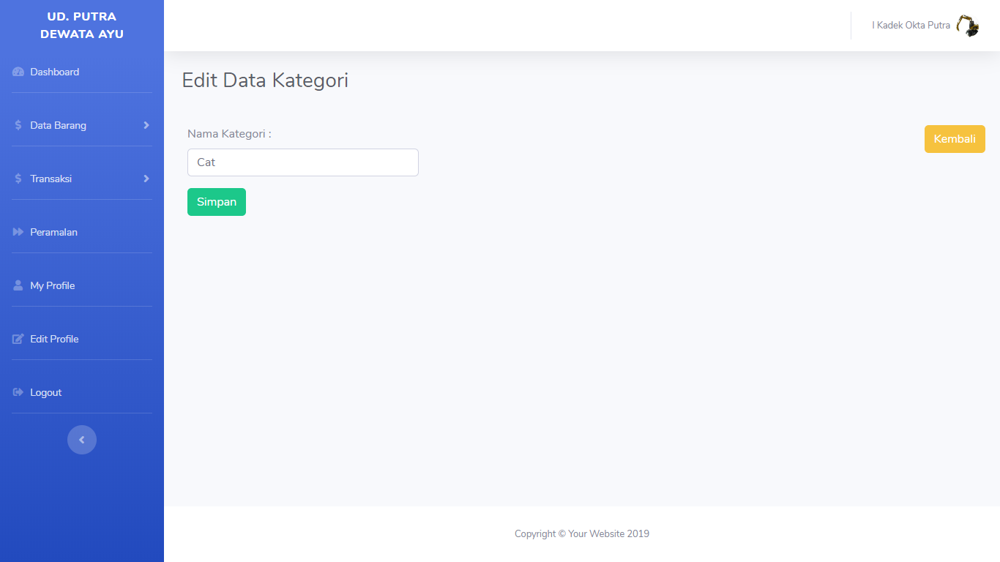 UD. PUTRA
DEWATA AYU
Dashboard
Data Barang
Transaksi
Peramalan
My Profile
Edit Profile
Logout
I Kadek Okta Putra
Edit Data Kategori
Nama Kategori :
Cat
Simpan
Kembali
Copyright © Your Website 2019